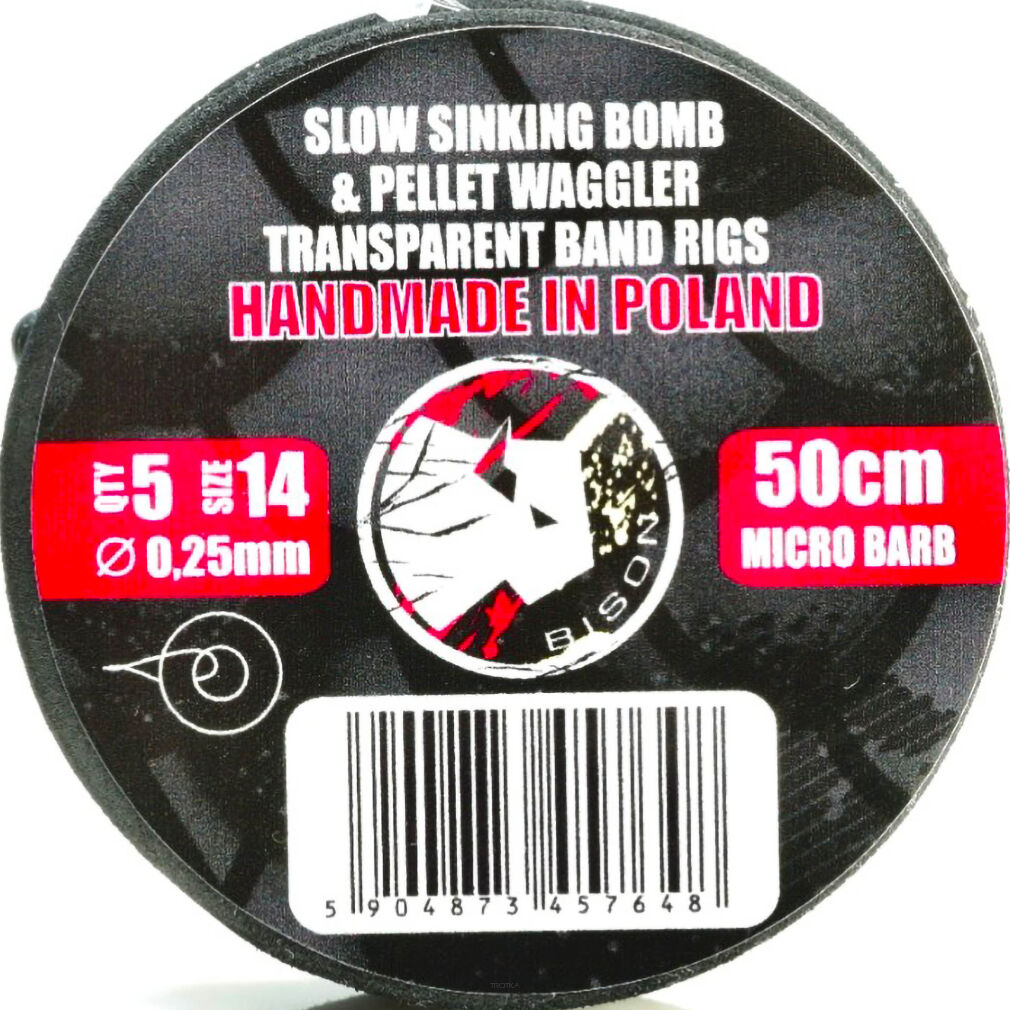 SLOW SINKING BOMB
& PELLET WAGGLER
TRANSPARENT BAND RIGS
HANDMADE IN POLAND
QTY 5 SIZE 14
Ø 0,25mm
50cm
MICRO BARB
BISON
5 904873 457648
TROTKA